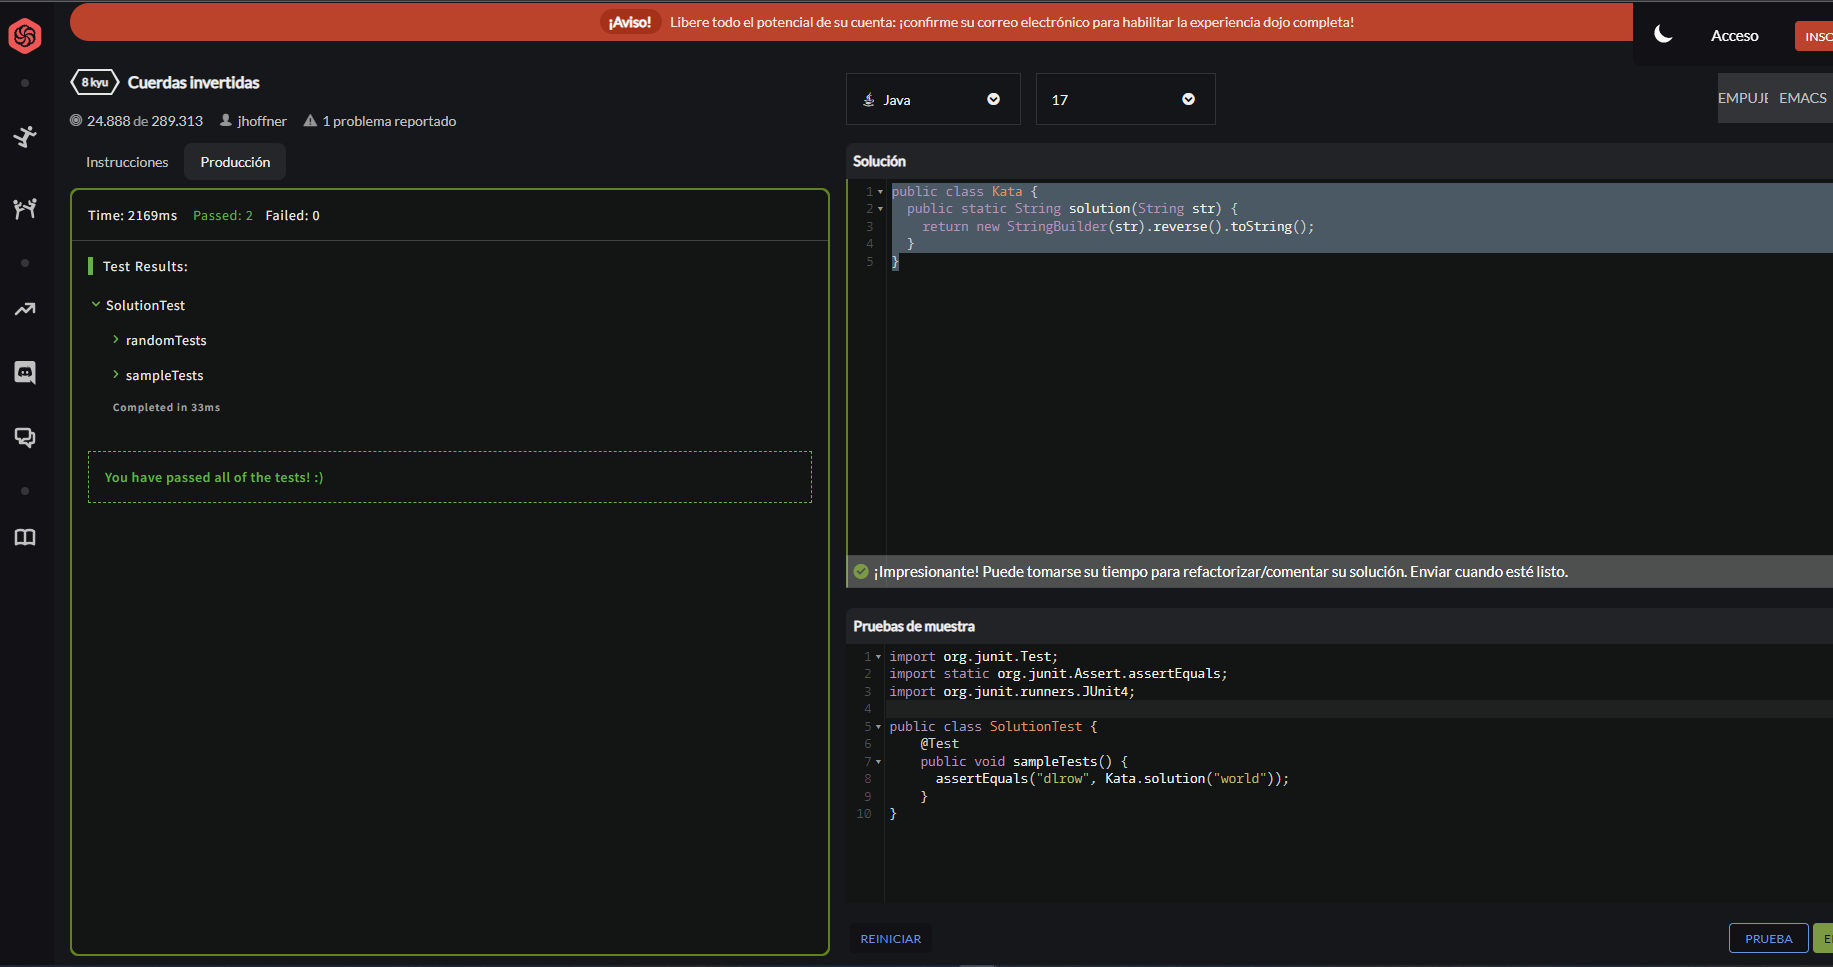 ¡Aviso! Libere todo el potencial de su cuenta: ¡confirme su correo electrónico para habilitar la experiencia dojo completa!
Acceso
8 kyu Cuerdas invertidas
24.888 de 289.313 jhoffner 1 problema reportado
Instrucciones Producción
Time: 2169ms Passed: 2 Failed: 0
Test Results:
SolutionTest
randomTests
sampleTests
Completed in 33ms
You have passed all of the tests! :)
Java 17
EMACS
Solución
1 public class Kata {
2 public static String solution(String str) {
3 return new StringBuilder(str).reverse().toString();
4 }
5 }
¡Impresionante! Puede tomarse su tiempo para refactorizar/comentar su solución. Enviar cuando esté listo.
Pruebas de muestra
1 import org.junit.Test;
2 import static org.junit.Assert.assertEquals;
3 import org.junit.runners.JUnit4;
4
5 public class SolutionTest {
6 @Test
7 public void sampleTests() {
8 assertEquals("dlrow", Kata.solution("world"));
9 }
10 }
REINICIAR PRUEBA